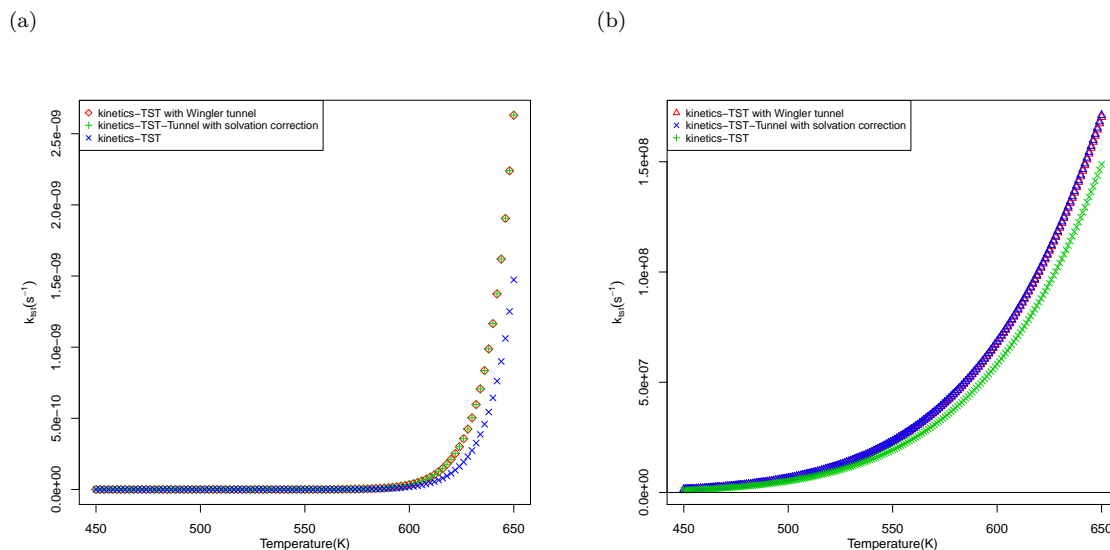 (a)
kinetics−TST with Wingler tunnel
kinetics−TST−Tunnel with solvation correction
kinetics−TST
2.5e−09
2.0e−09
1.5e−09
1.0e−09
5.0e−10
0.0e+00
k_tst(s^−1)
450 500 550 600 650
Temperature(K)
(b)
kinetics−TST with Wingler tunnel
kinetics−TST−Tunnel with solvation correction
kinetics−TST
1.5e+08
1.0e+08
5.0e+07
0.0e+00
k_tst(s^−1)
450 500 550 600 650
Temperature(K)